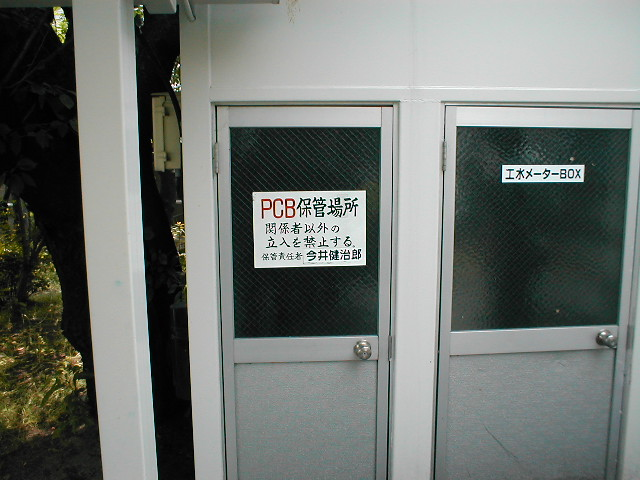 PCB保管場所
関係者以外の
立入を禁止する。
保管責任者 今井健治郎
工水メーターBOX